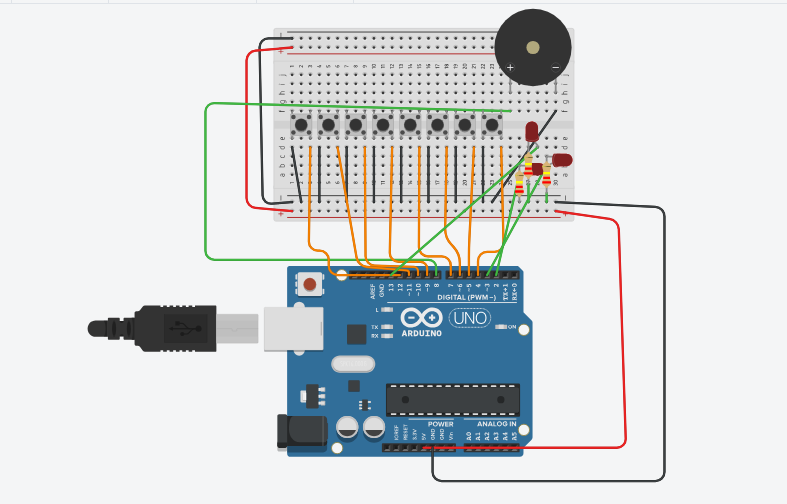 AREF
GND
13
12
~11
~10
~9
8
7
~6
~5
4
~3
2
TX→1
RX←0
DIGITAL (PWM~)
L
TX
RX
ARDUINO
UNO
ON
POWER
ANALOG IN
IOREF
RESET
3.3V
5V
GND
GND
Vin
A0
A1
A2
A3
A4
A5